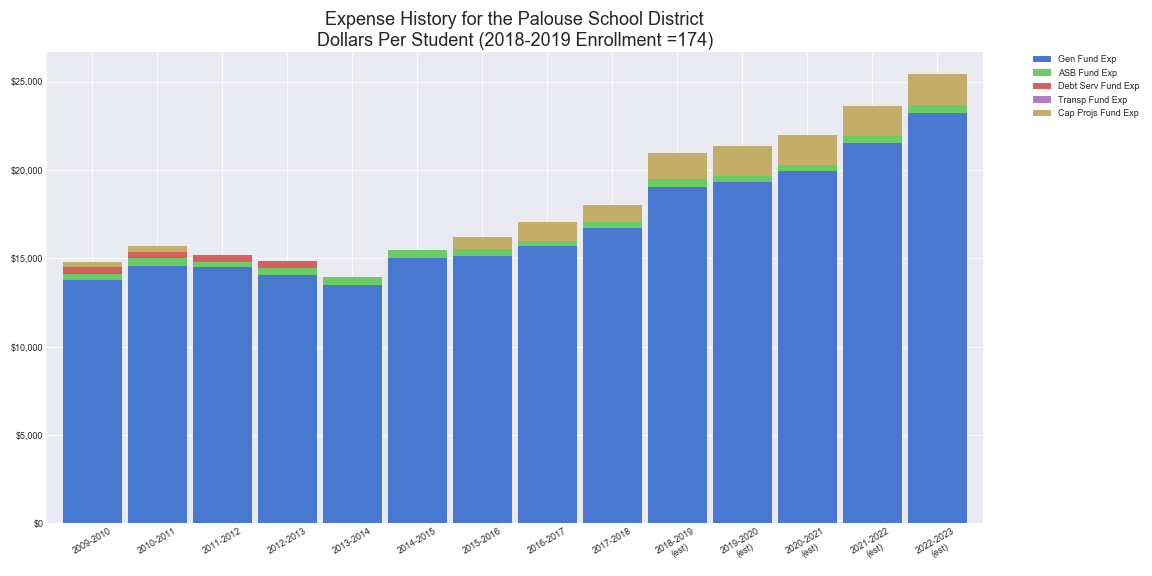 Expense History for the Palouse School District
Dollars Per Student (2018-2019 Enrollment =174)
Gen Fund Exp
ASB Fund Exp
Debt Serv Fund Exp
Transp Fund Exp
Cap Projs Fund Exp
$25,000
$20,000
$15,000
$10,000
$5,000
$0
2009-2010
2010-2011
2011-2012
2012-2013
2013-2014
2014-2015
2015-2016
2016-2017
2017-2018
2018-2019
(est)
2019-2020
(est)
2020-2021
(est)
2021-2022
(est)
2022-2023
(est)